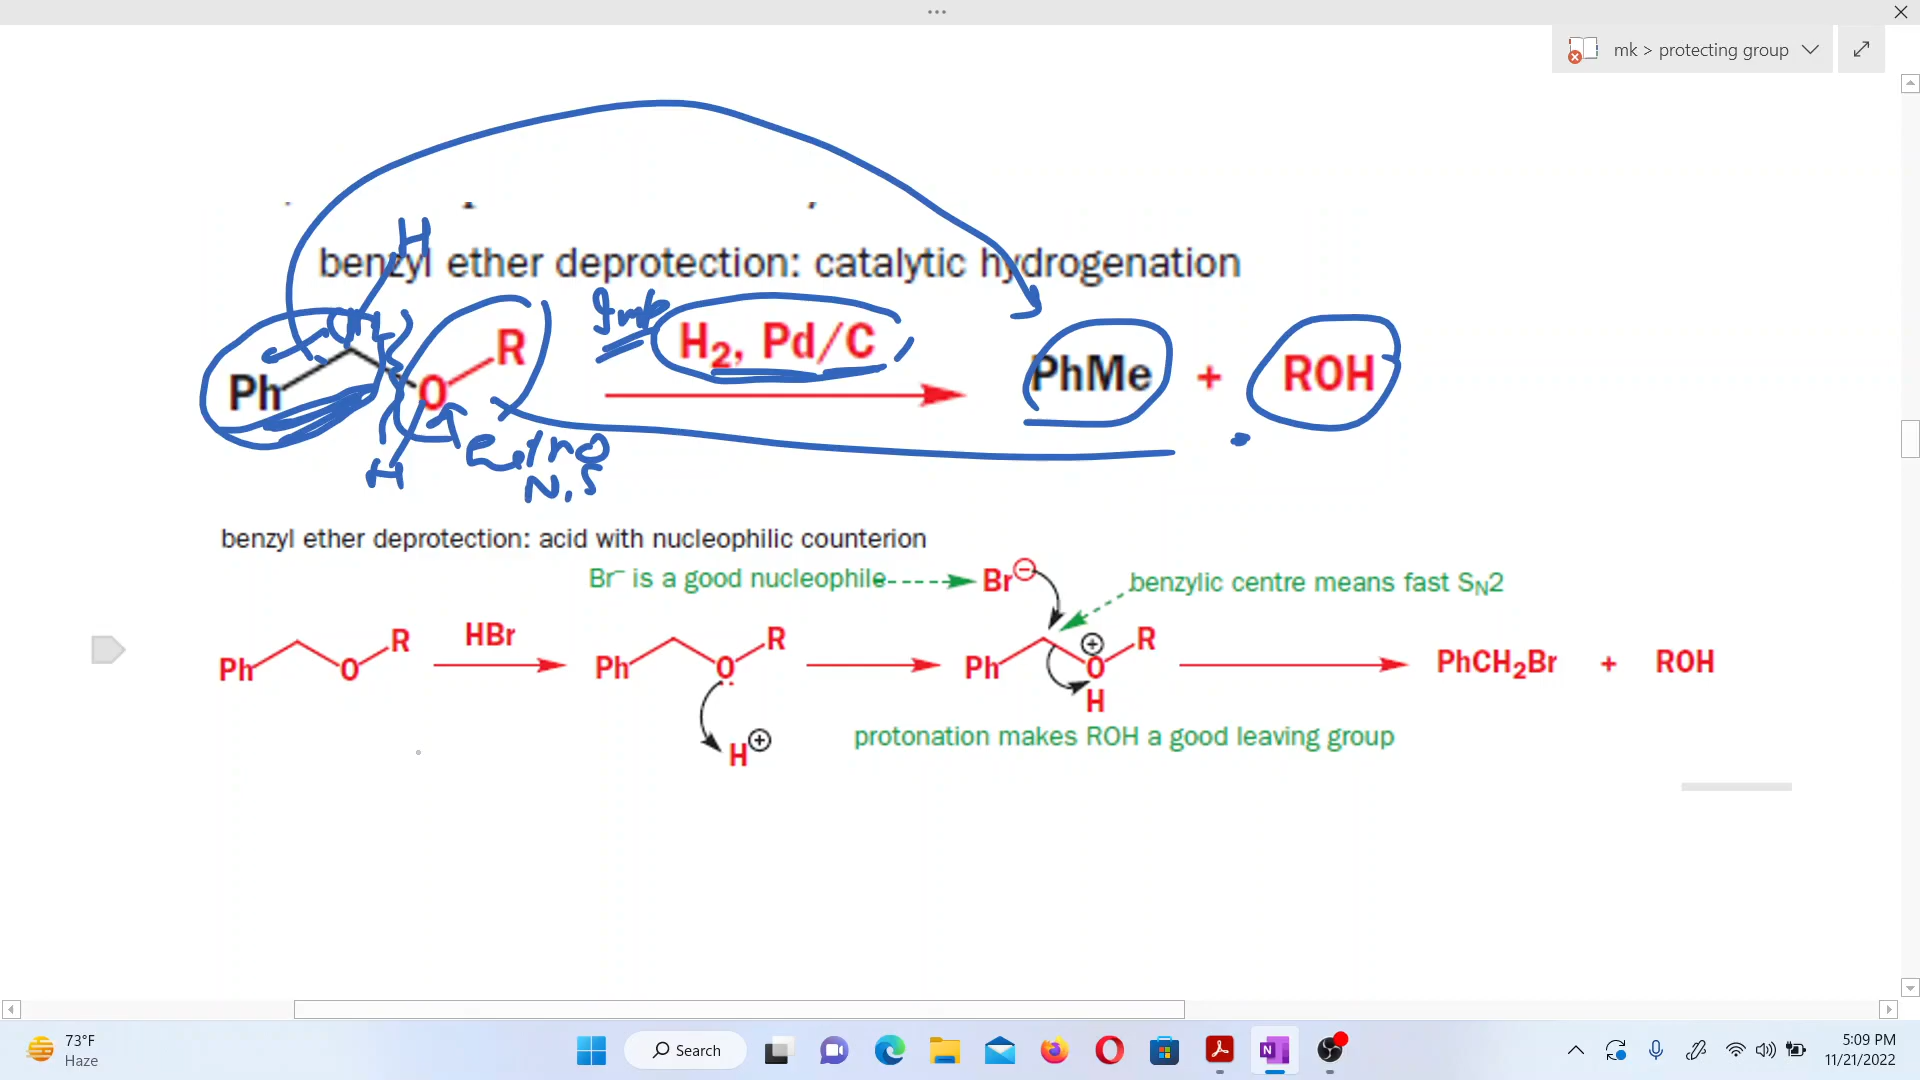 mk > protecting group
H
benzyl ether deprotection: catalytic hydrogenation
Imp
H₂, Pd/C
CH₂
Ph O R
PhMe + ROH
H
N, S
benzyl ether deprotection: acid with nucleophilic counterion
Br⁻ is a good nucleophile
Br⊖
benzylic centre means fast SN2
Ph O R
HBr
Ph O R
H⊕
Ph ⊕ O R
H
PhCH₂Br + ROH
protonation makes ROH a good leaving group
73°F
Haze
Search
5:09 PM
11/21/2022